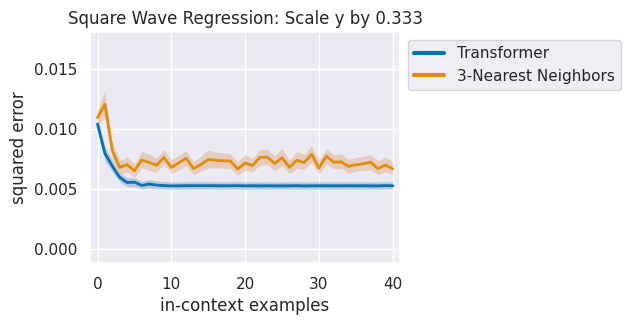 Square Wave Regression: Scale y by 0.333
Transformer
3-Nearest Neighbors
squared error
0.015
0.010
0.005
0.000
0 10 20 30 40
in-context examples